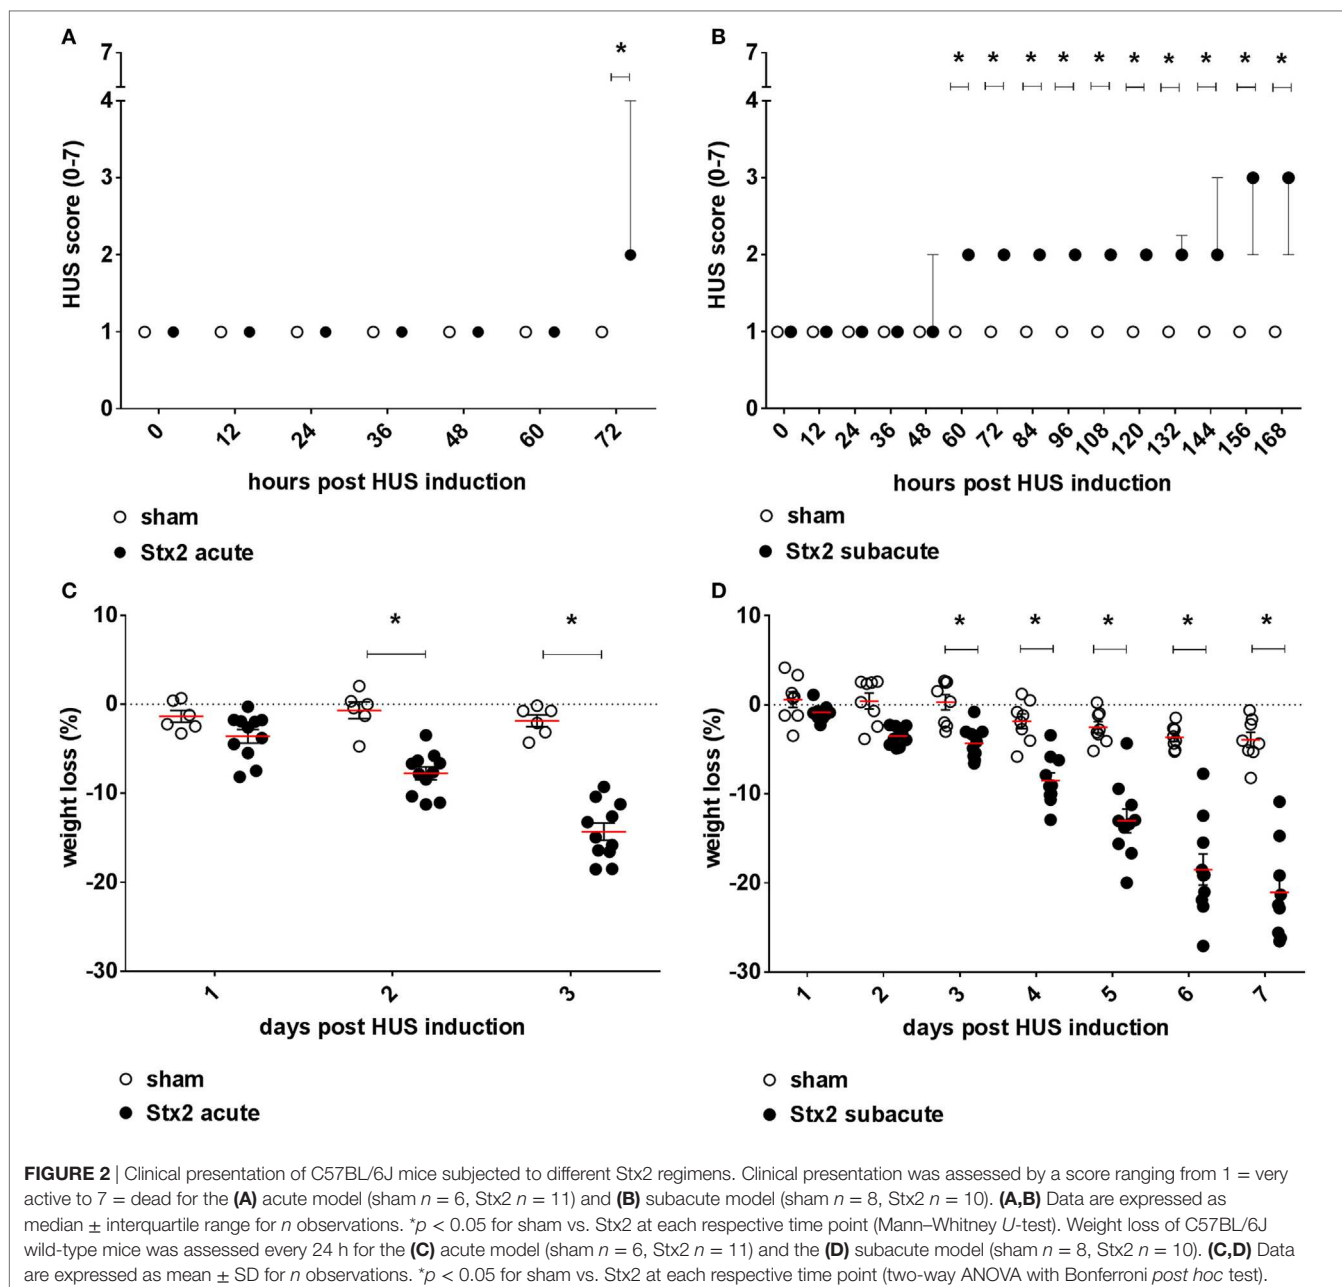 A
HUS score (0-7)
7
4
3
2
1
0
*
0 12 24 36 48 60 72
hours post HUS induction
sham
Stx2 acute
B
HUS score (0-7)
7
4
3
2
1
0
* * * * * * * * * *
0 12 24 36 48 60 72 84 96 108 120 132 144 156 168
hours post HUS induction
sham
Stx2 subacute
C
weight loss (%)
10
0
-10
-20
-30
* *
1 2 3
days post HUS induction
sham
Stx2 acute
D
weight loss (%)
10
0
-10
-20
-30
* * * * *
1 2 3 4 5 6 7
days post HUS induction
sham
Stx2 subacute
FIGURE 2 | Clinical presentation of C57BL/6J mice subjected to different Stx2 regimens. Clinical presentation was assessed by a score ranging from 1 = very
active to 7 = dead for the (A) acute model (sham n = 6, Stx2 n = 11) and (B) subacute model (sham n = 8, Stx2 n = 10). (A,B) Data are expressed as
median ± interquartile range for n observations. *p < 0.05 for sham vs. Stx2 at each respective time point (Mann–Whitney U-test). Weight loss of C57BL/6J
wild-type mice was assessed every 24 h for the (C) acute model (sham n = 6, Stx2 n = 11) and the (D) subacute model (sham n = 8, Stx2 n = 10). (C,D) Data
are expressed as mean ± SD for n observations. *p < 0.05 for sham vs. Stx2 at each respective time point (two-way ANOVA with Bonferroni post hoc test).